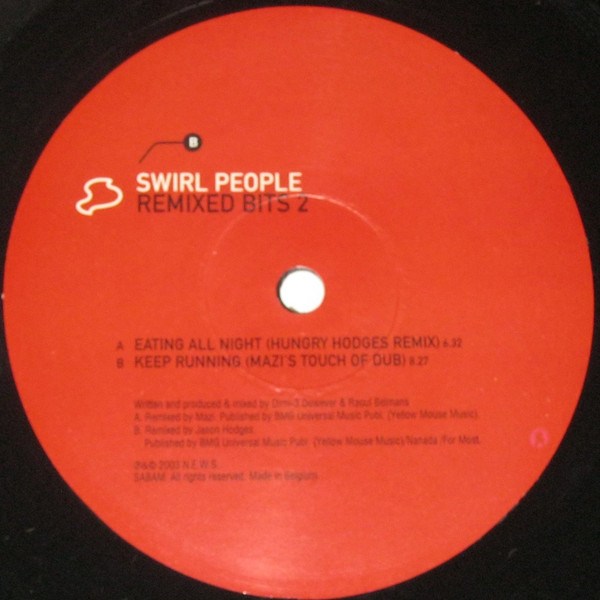 B
SWIRL PEOPLE
REMIXED BITS 2
A EATING ALL NIGHT (HUNGRY HODGES REMIX) 6.32
B KEEP RUNNING (MAZI'S TOUCH OF DUB) 8.27
Written and produced & mixed by Dimi-3 Dewever & Raoul Belmans
A. Remixed by Mazi. Published by BMG Universal Music Publ. (Yellow Mouse Music).
B. Remixed by Jason Hodges.
Published by BMG Universal Music Publ. (Yellow Mouse Music) Nanada /For Most.
2003 N.E.W.S.
SABAM. All rights reserved. Made in Belgium.